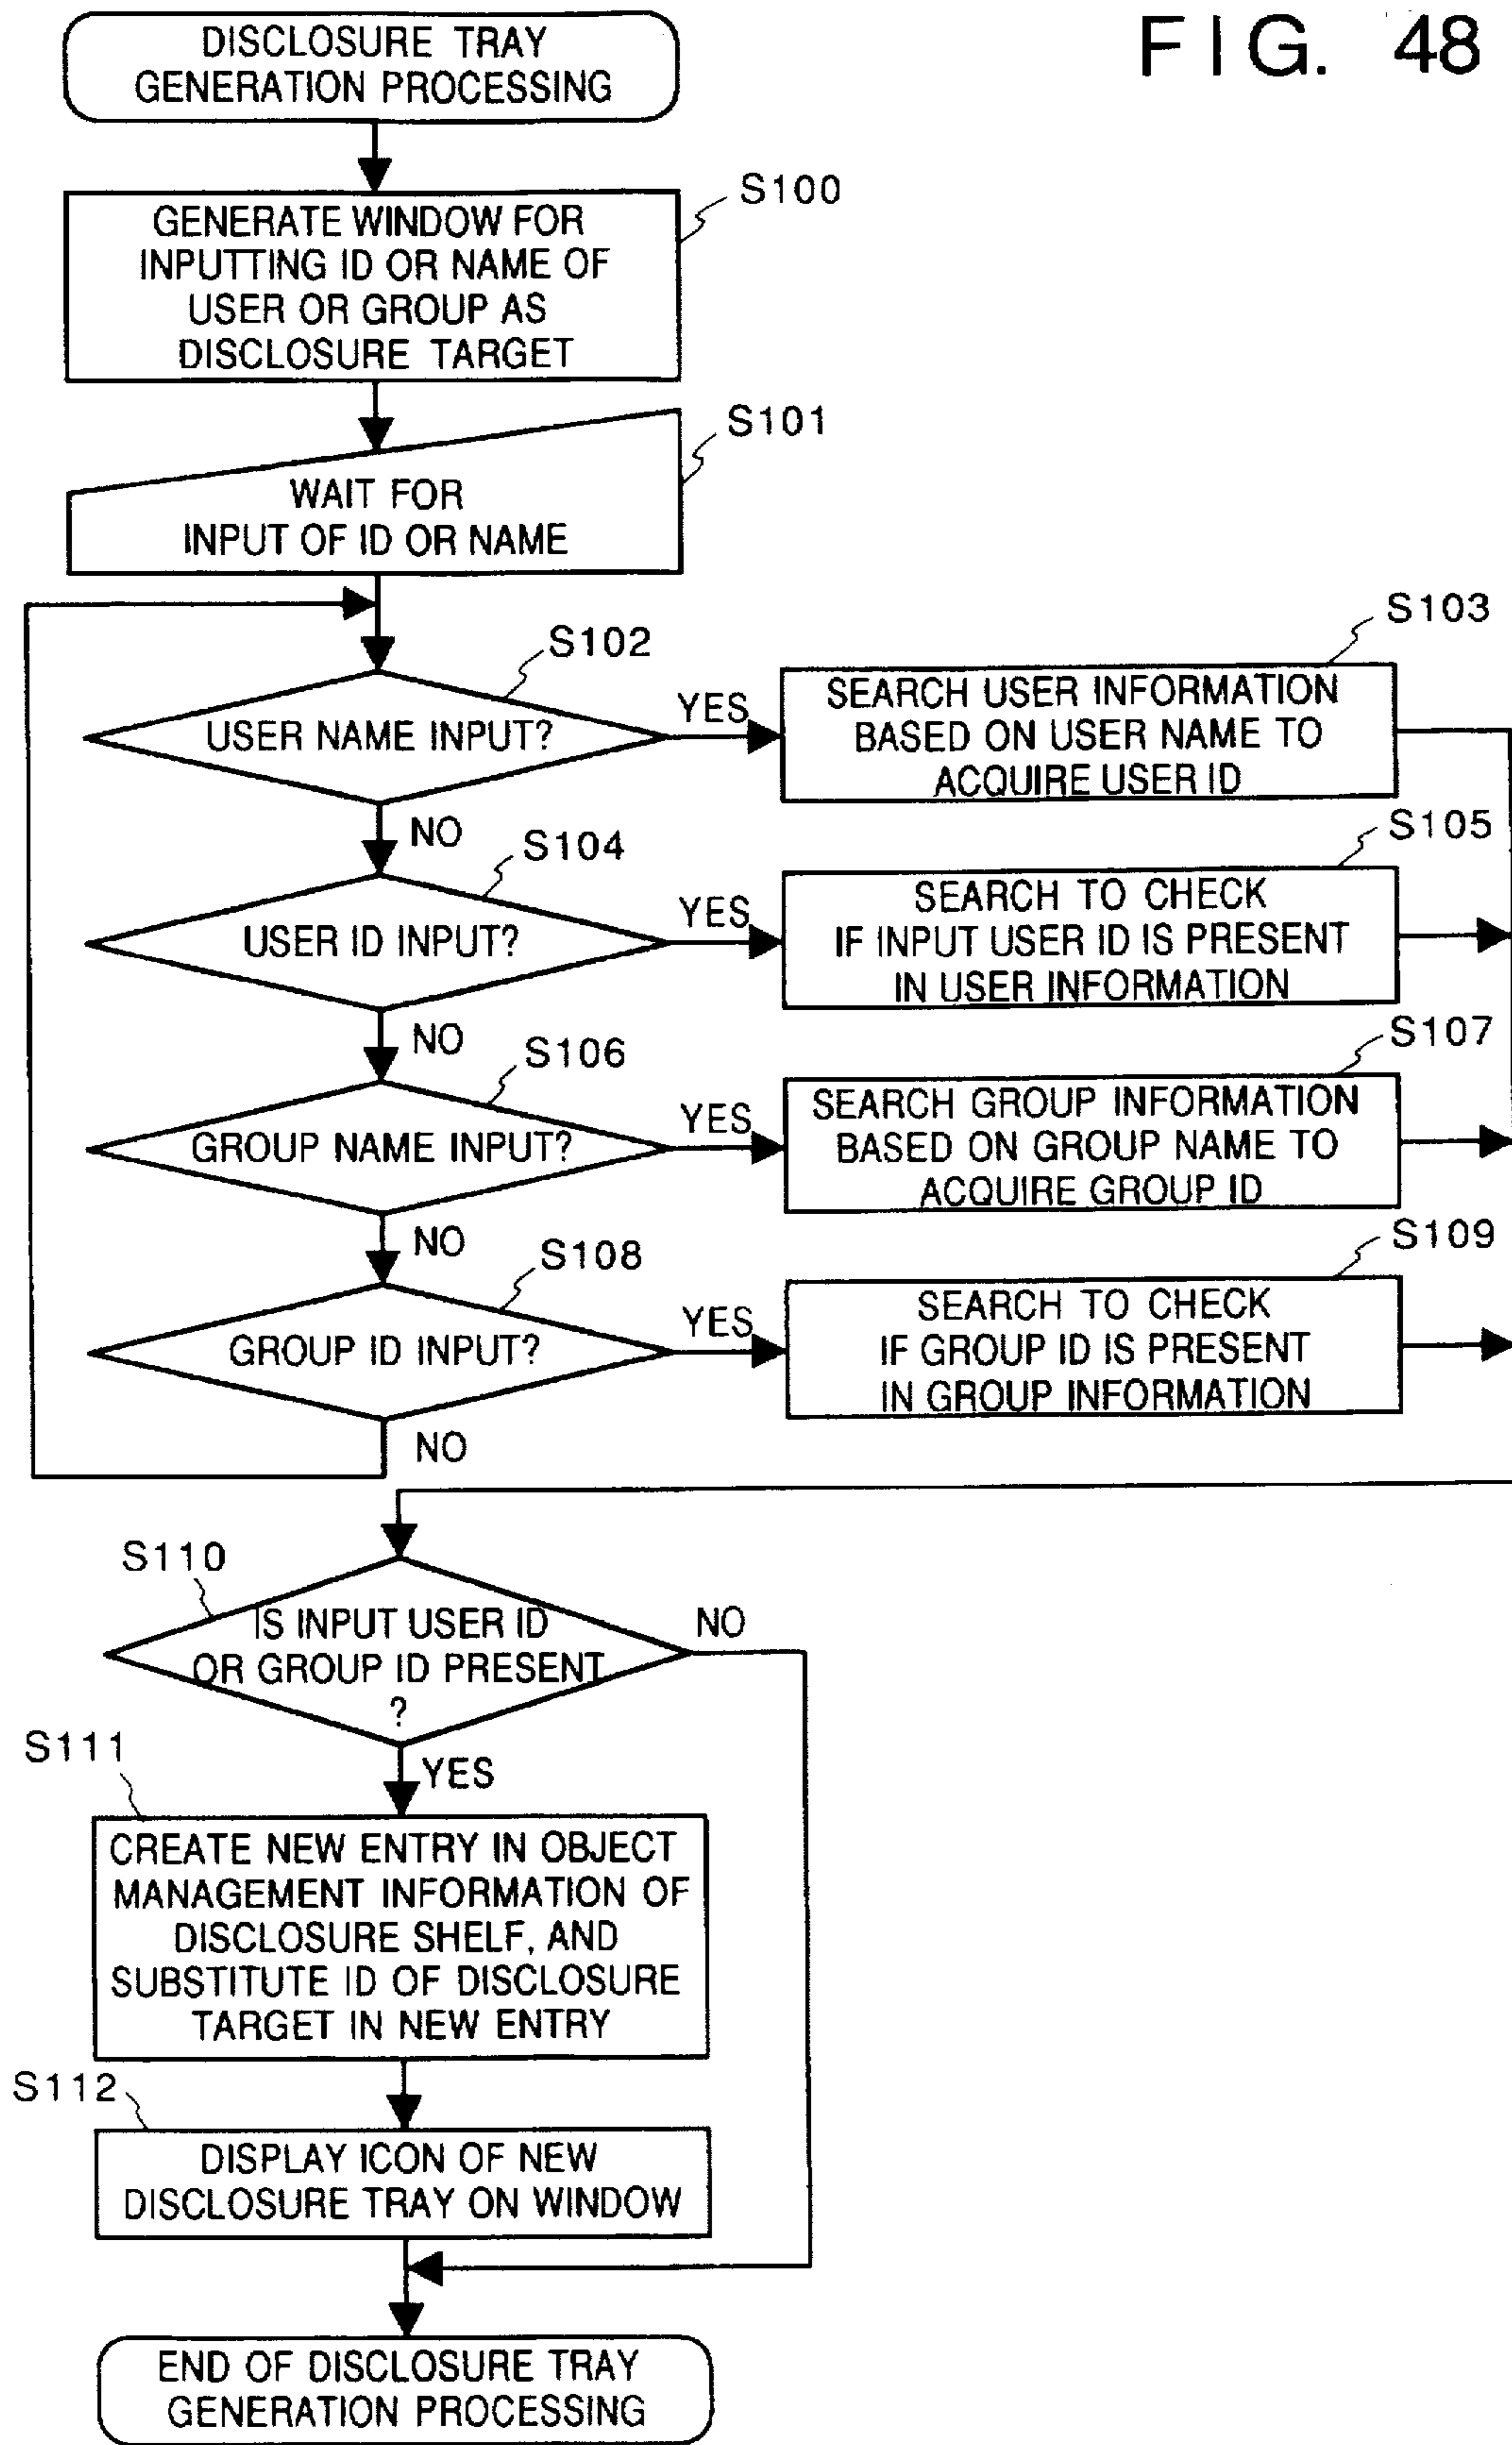 FIG. 48
DISCLOSURE TRAY
GENERATION PROCESSING
S100
GENERATE WINDOW FOR
INPUTTING ID OR NAME OF
USER OR GROUP AS
DISCLOSURE TARGET
S101
WAIT FOR
INPUT OF ID OR NAME
S102
USER NAME INPUT?
YES
S103
SEARCH USER INFORMATION
BASED ON USER NAME TO
ACQUIRE USER ID
NO
S104
USER ID INPUT?
YES
S105
SEARCH TO CHECK
IF INPUT USER ID IS PRESENT
IN USER INFORMATION
NO
S106
GROUP NAME INPUT?
YES
S107
SEARCH GROUP INFORMATION
BASED ON GROUP NAME TO
ACQUIRE GROUP ID
NO
S108
GROUP ID INPUT?
YES
S109
SEARCH TO CHECK
IF GROUP ID IS PRESENT
IN GROUP INFORMATION
NO
S110
IS INPUT USER ID
OR GROUP ID PRESENT
?
NO
YES
S111
CREATE NEW ENTRY IN OBJECT
MANAGEMENT INFORMATION OF
DISCLOSURE SHELF, AND
SUBSTITUTE ID OF DISCLOSURE
TARGET IN NEW ENTRY
S112
DISPLAY ICON OF NEW
DISCLOSURE TRAY ON WINDOW
END OF DISCLOSURE TRAY
GENERATION PROCESSING